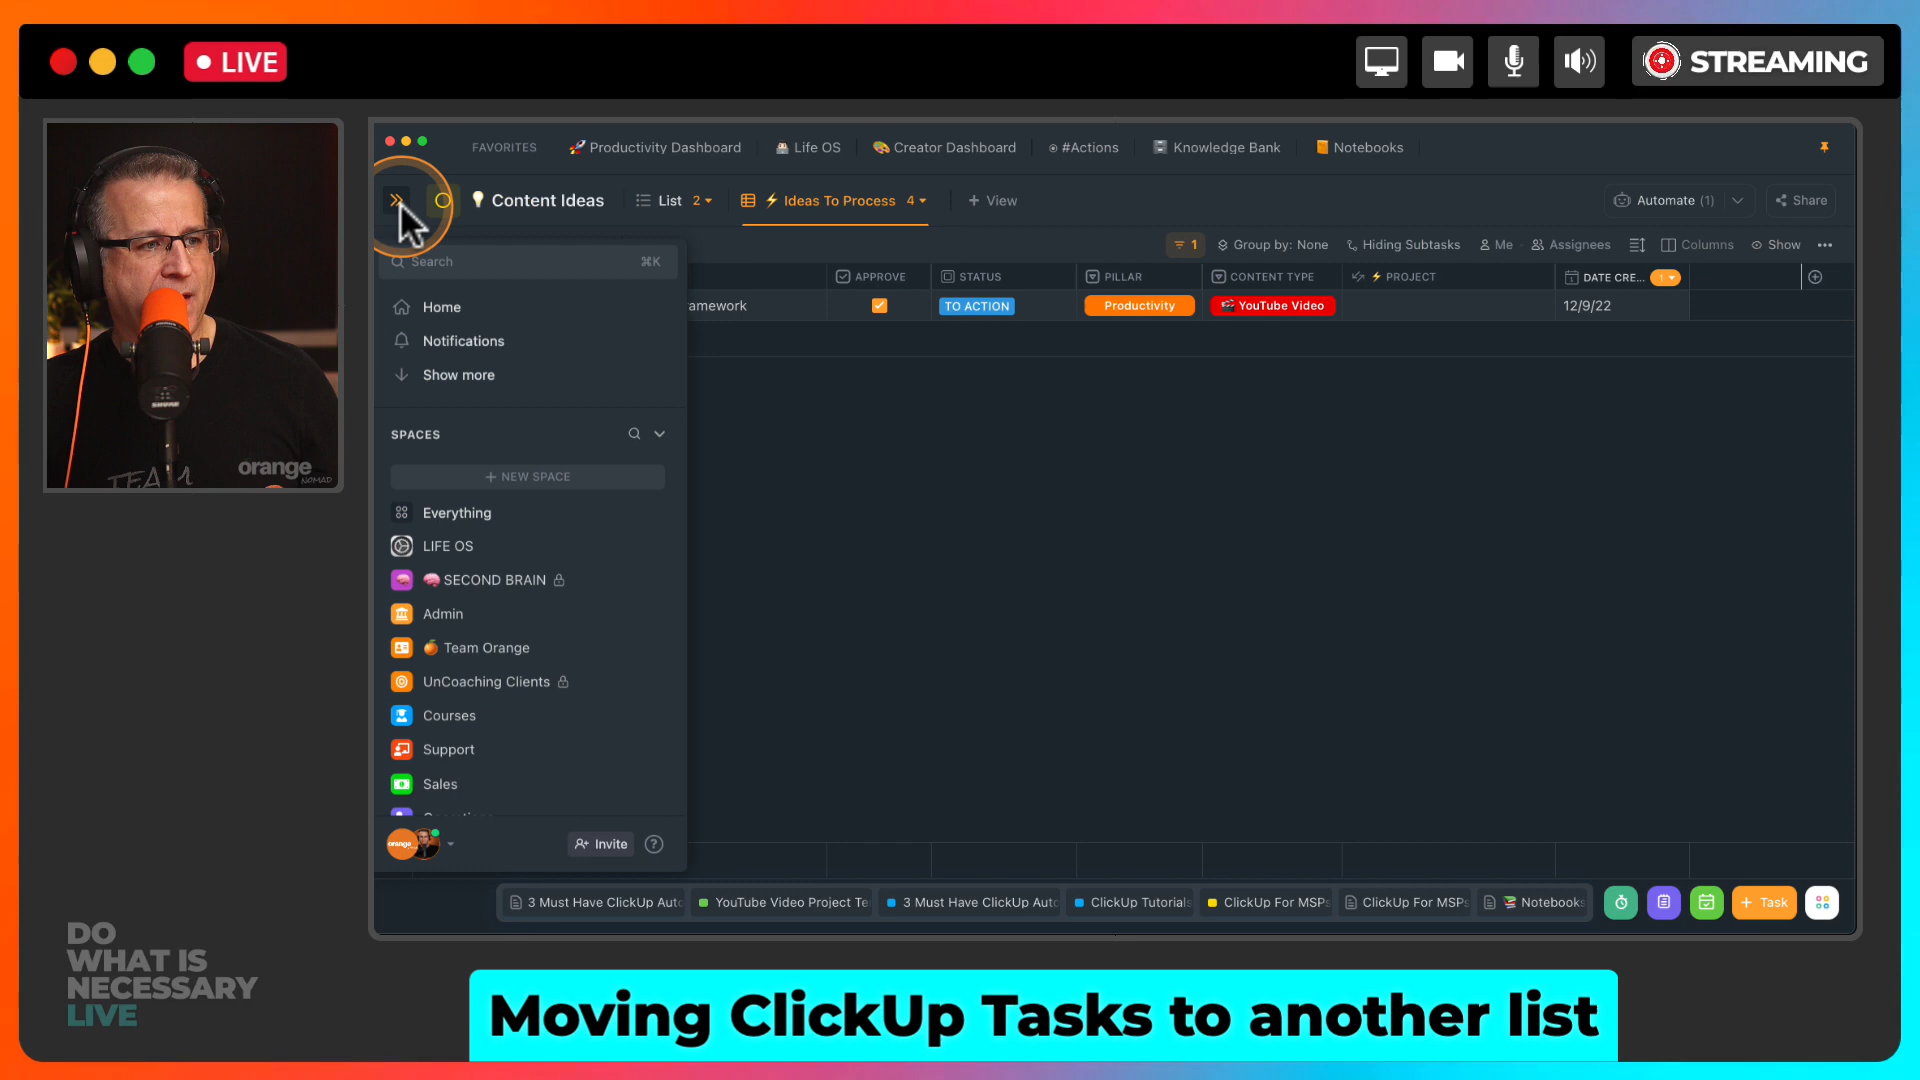 LIVE
STREAMING
FAVORITES
Productivity Dashboard
Life OS
Creator Dashboard
#Actions
Knowledge Bank
Notebooks
Content Ideas
List 2
Ideas To Process 4
+ View
Automate (1)
Share
1
Group by: None
Hiding Subtasks
Me
Assignees
Columns
Show
Search
⌘K
APPROVE
STATUS
PILLAR
CONTENT TYPE
PROJECT
DATE CRE...
1
amework
TO ACTION
Productivity
YouTube Video
12/9/22
Home
Notifications
Show more
SPACES
+ NEW SPACE
Everything
LIFE OS
SECOND BRAIN
Admin
Team Orange
UnCoaching Clients
Courses
Support
Sales
orange
Invite
?
3 Must Have ClickUp Auto
YouTube Video Project Te
3 Must Have ClickUp Auto
ClickUp Tutorials
ClickUp For MSPs
ClickUp For MSPs
Notebooks
+ Task
TEAM
orange
NOMAD
SHURE
DO
WHAT IS
NECESSARY
LIVE
Moving ClickUp Tasks to another list